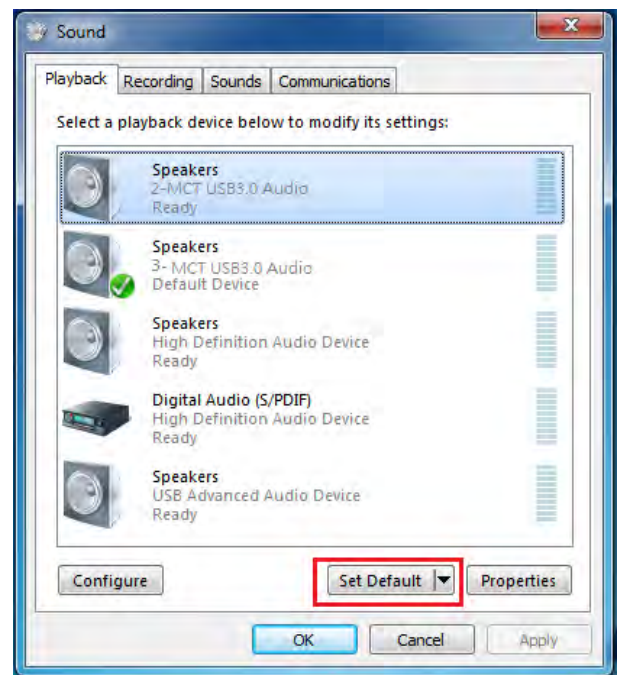 Sound
Playback Recording Sounds Communications
Select a playback device below to modify its settings:
Speakers
2-MCT USB3.0 Audio
Ready
Speakers
3- MCT USB3.0 Audio
Default Device
Speakers
High Definition Audio Device
Ready
Digital Audio (S/PDIF)
High Definition Audio Device
Ready
Speakers
USB Advanced Audio Device
Ready
Configure Set Default Properties
OK Cancel Apply